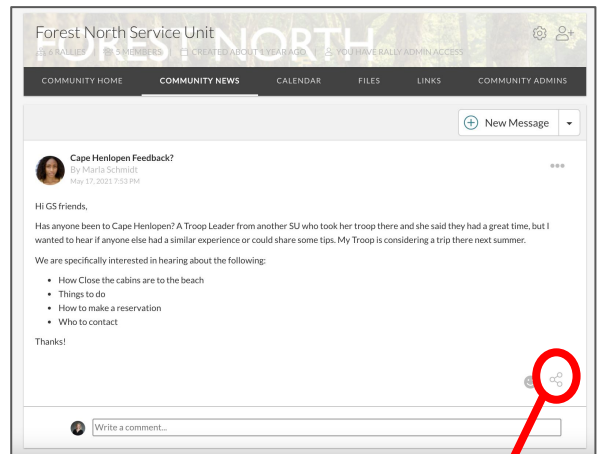 Forest North Service Unit
6 RALLIES | 5 MEMBERS | CREATED ABOUT 1 YEAR AGO | YOU HAVE RALLY ADMIN ACCESS
COMMUNITY HOME COMMUNITY NEWS CALENDAR FILES LINKS COMMUNITY ADMINS
New Message
Cape Henlopen Feedback?
By Marla Schmidt
May 17, 2021 7:53 PM
Hi GS friends,
Has anyone been to Cape Henlopen? A Troop Leader from another SU who took her troop there and she said they had a great time, but I
wanted to hear if anyone else had a similar experience or could share some tips. My Troop is considering a trip there next summer.
We are specifically interested in hearing about the following:
• How Close the cabins are to the beach
• Things to do
• How to make a reservation
• Who to contact
Thanks!
Write a comment...